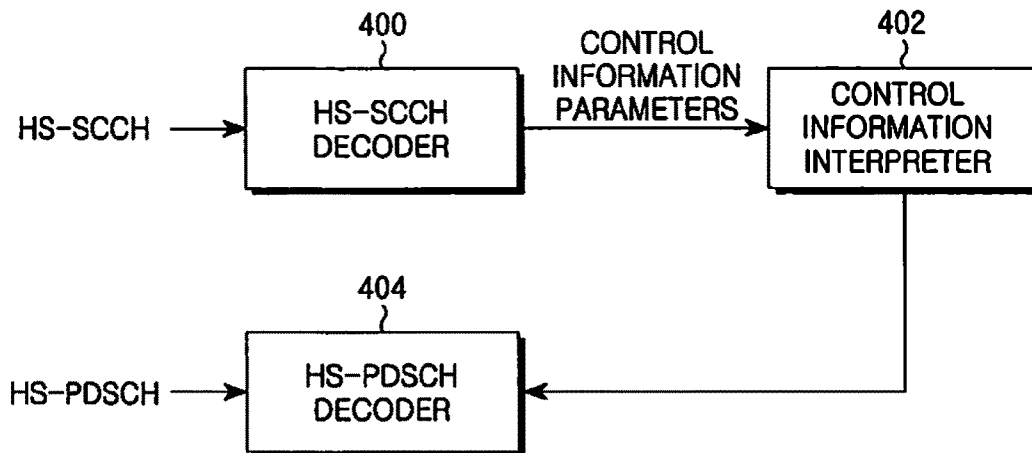 400
402
CONTROL
INFORMATION
PARAMETERS
HS-SCCH
HS-SCCH
DECODER
CONTROL
INFORMATION
INTERPRETER
404
HS-PDSCH
HS-PDSCH
DECODER